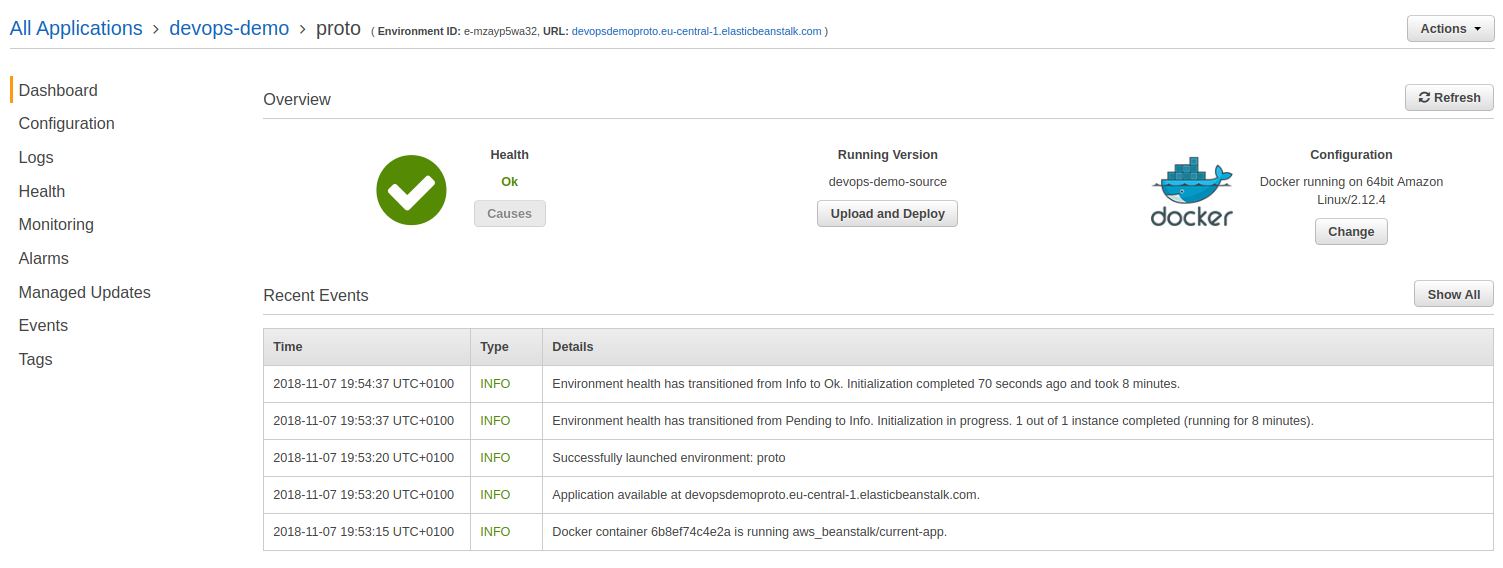 All Applications › devops-demo › proto ( Environment ID: e-mzayp5wa32, URL: devopsdemoproto.eu-central-1.elasticbeanstalk.com )
Actions
Dashboard
Configuration
Logs
Health
Monitoring
Alarms
Managed Updates
Events
Tags
Overview
Refresh
Health
Ok
Causes
Running Version
devops-demo-source
Upload and Deploy
docker
Configuration
Docker running on 64bit Amazon
Linux/2.12.4
Change
Recent Events
Show All
Time Type Details
2018-11-07 19:54:37 UTC+0100 INFO Environment health has transitioned from Info to Ok. Initialization completed 70 seconds ago and took 8 minutes.
2018-11-07 19:53:37 UTC+0100 INFO Environment health has transitioned from Pending to Info. Initialization in progress. 1 out of 1 instance completed (running for 8 minutes).
2018-11-07 19:53:20 UTC+0100 INFO Successfully launched environment: proto
2018-11-07 19:53:20 UTC+0100 INFO Application available at devopsdemoproto.eu-central-1.elasticbeanstalk.com.
2018-11-07 19:53:15 UTC+0100 INFO Docker container 6b8ef74c4e2a is running aws_beanstalk/current-app.